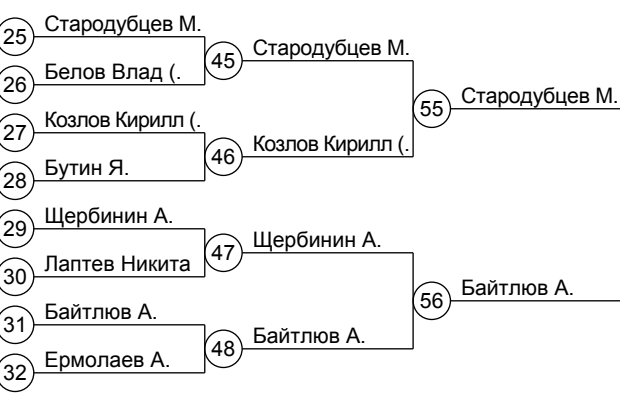 25 Стародубцев М.
26 Белов Влад (.
45 Стародубцев М.
27 Козлов Кирилл (.
28 Бутин Я.
46 Козлов Кирилл (.
55 Стародубцев М.
29 Щербинин А.
30 Лаптев Никита
47 Щербинин А.
31 Байтлюв А.
32 Ермолаев А.
48 Байтлюв А.
56 Байтлюв А.